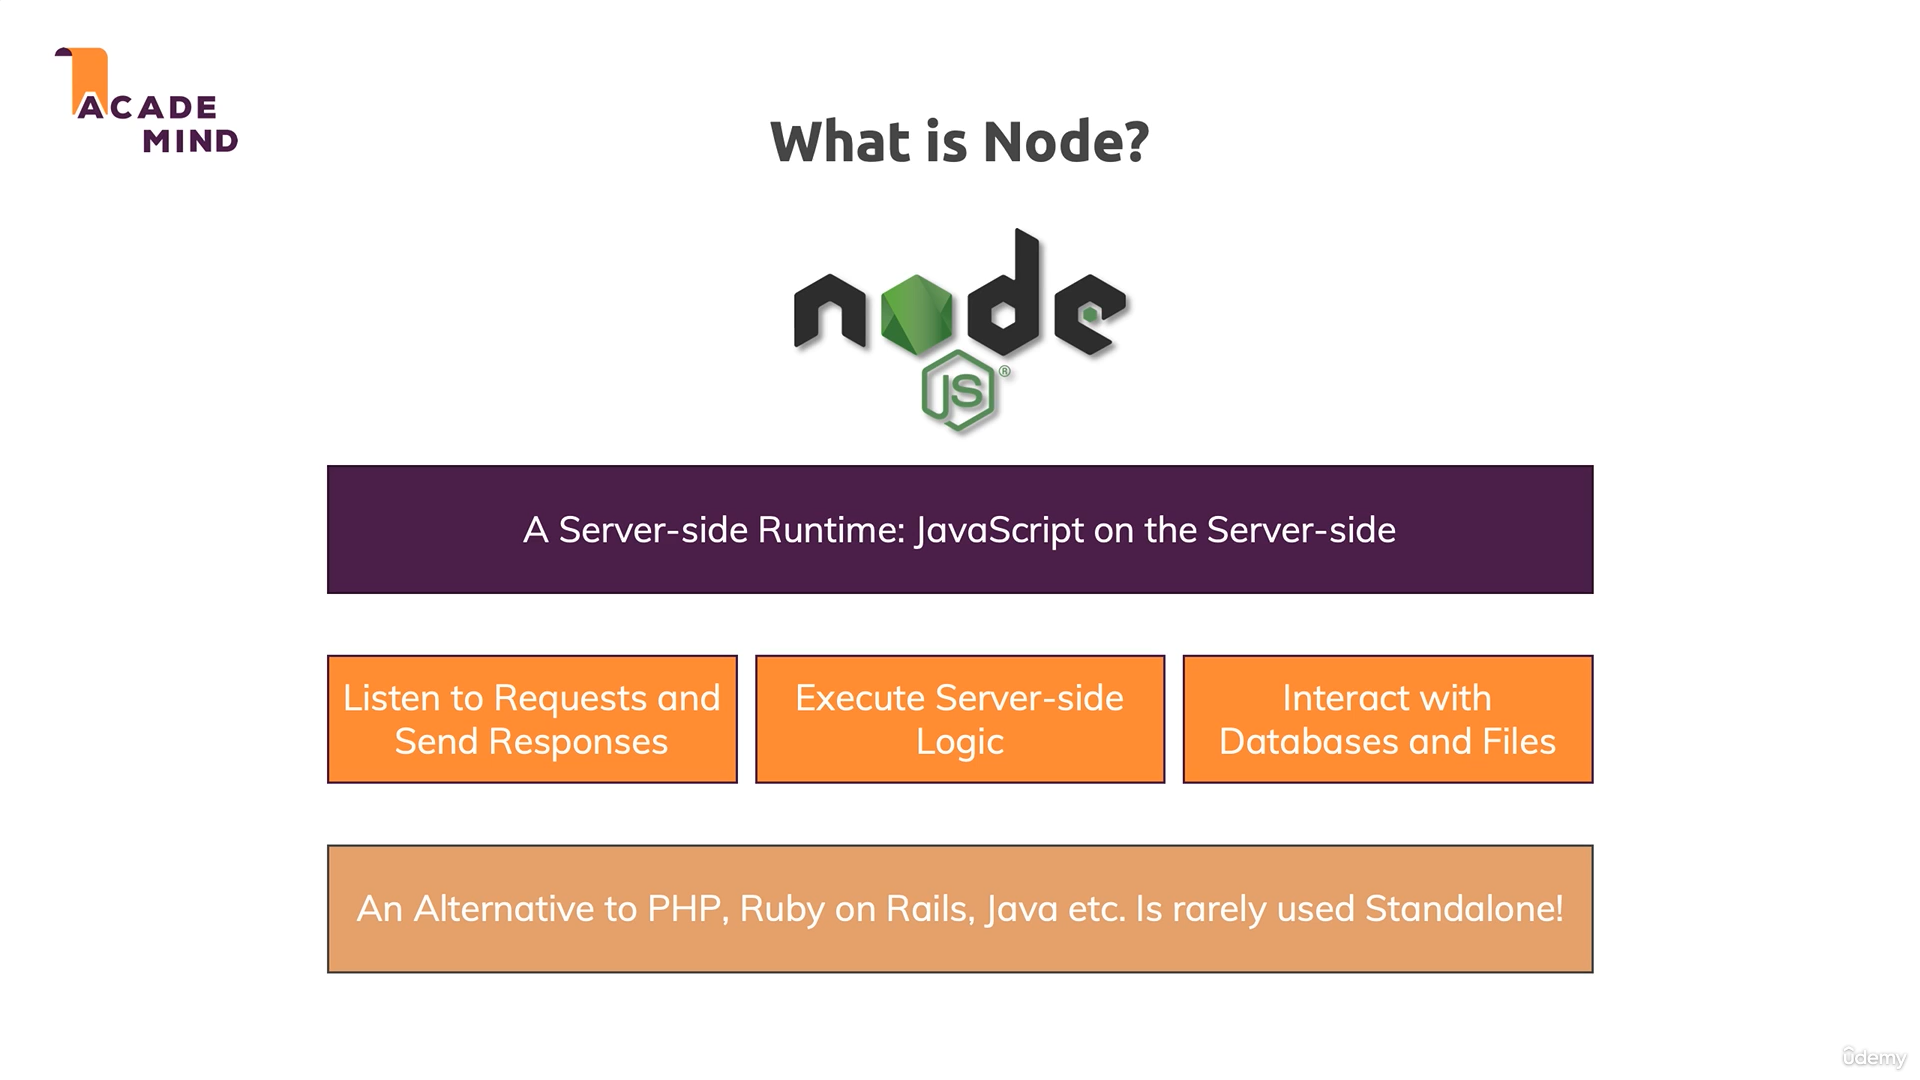 ACADE
MIND
What is Node?
node
JS ®
A Server-side Runtime: JavaScript on the Server-side
Listen to Requests and
Send Responses
Execute Server-side
Logic
Interact with
Databases and Files
An Alternative to PHP, Ruby on Rails, Java etc. Is rarely used Standalone!
ûdemy